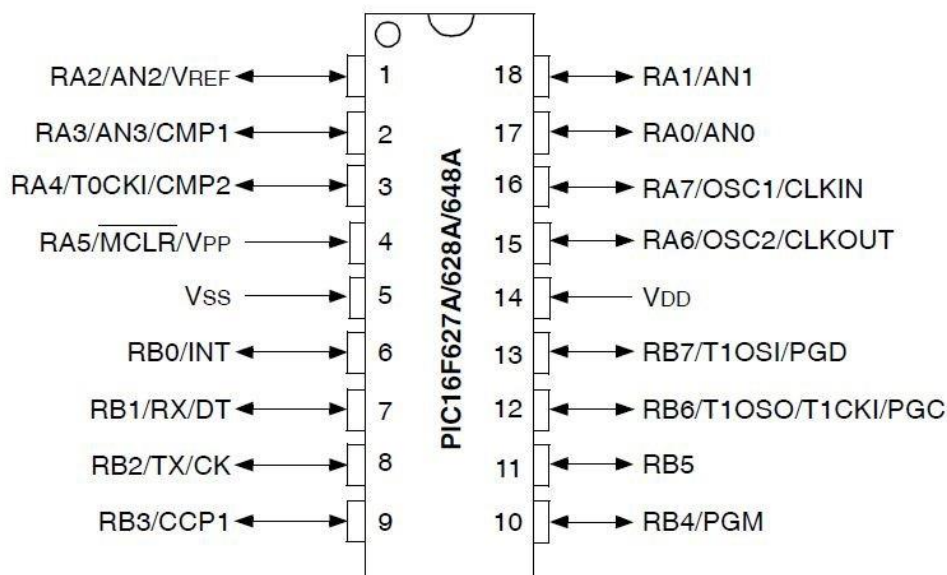 RA2/AN2/VREF 1 18 RA1/AN1
RA3/AN3/CMP1 2 17 RA0/AN0
RA4/T0CKI/CMP2 3 16 RA7/OSC1/CLKIN
RA5/MCLR/VPP 4 15 RA6/OSC2/CLKOUT
VSS 5 14 VDD
RB0/INT 6 13 RB7/T1OSI/PGD
RB1/RX/DT 7 12 RB6/T1OSO/T1CKI/PGC
RB2/TX/CK 8 11 RB5
RB3/CCP1 9 10 RB4/PGM
PIC16F627A/628A/648A